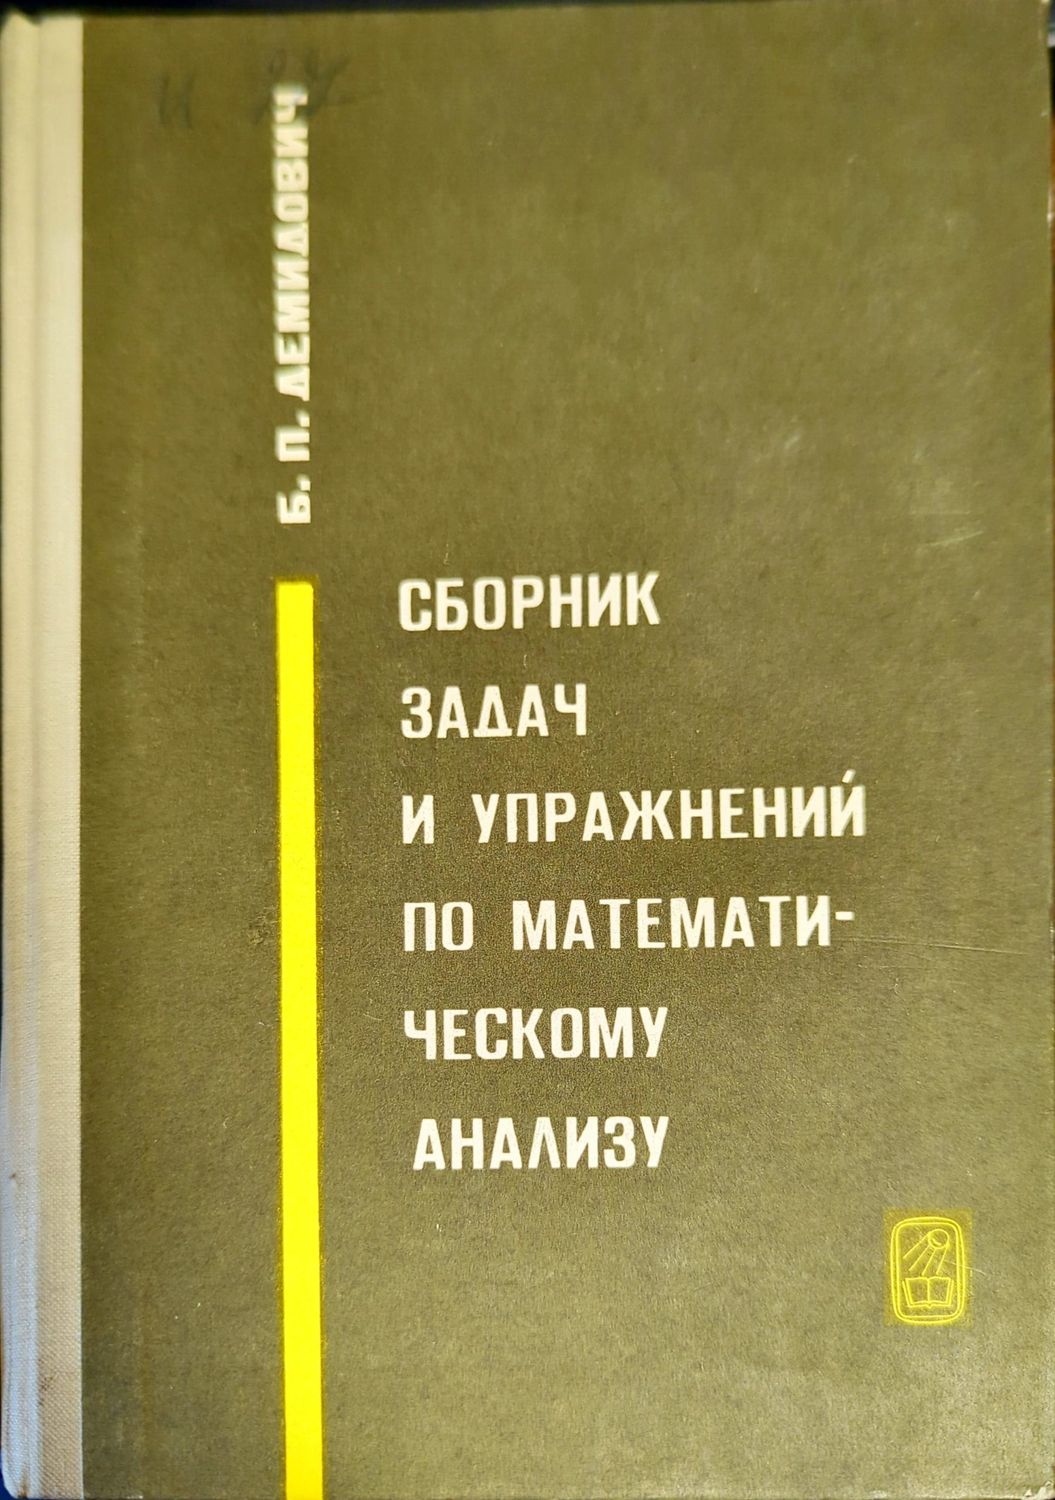 Б. П. ДЕМИДОВИЧ
СБОРНИК
ЗАДАЧ
И УПРАЖНЕНИЙ
ПО МАТЕМАТИ-
ЧЕСКОМУ
АНАЛИЗУ